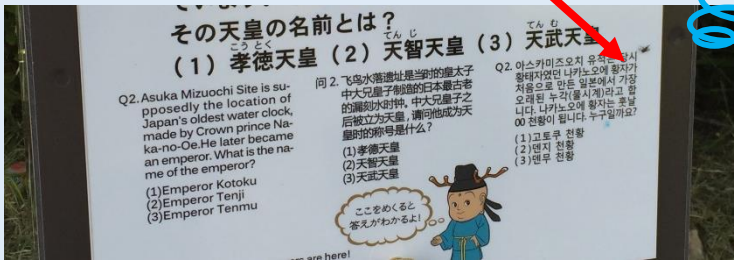 その天皇の名前とは？
(1) 孝徳天皇 (2) 天智天皇 (3) 天武天皇
こうとく
てんじ
てんむ
Q2.Asuka Mizuochi Site is su-
pposedly the location of
Japan's oldest water clock,
made by Crown prince Na-
ka-no-Oe.He later became
an emperor. What is the na-
me of the emperor?
(1)Emperor Kotoku
(2)Emperor Tenji
(3)Emperor Tenmu
问 2. 飞鸟水落遗址是当时的皇太子
中大兄皇子制造的日本最古老
的漏刻水时钟，中大兄皇子之
后被立为天皇，请问他成为天
皇时的称号是什么？
(1)孝德天皇
(2)天智天皇
(3)天武天皇
Q2. 아스카미즈오치 유적은 당시
황태자였던 나카노오에 황자가
처음으로 만든 일본에서 가장
오래된 누각(물시계)라고 합
니다. 나카노오에 황자는 훗날
00 천황이 됩니다. 누구일까요?
(1)고토쿠 천황
(2)덴지 천황
(3)덴무 천황
ここをめくると
答えがわかるよ！
are here!